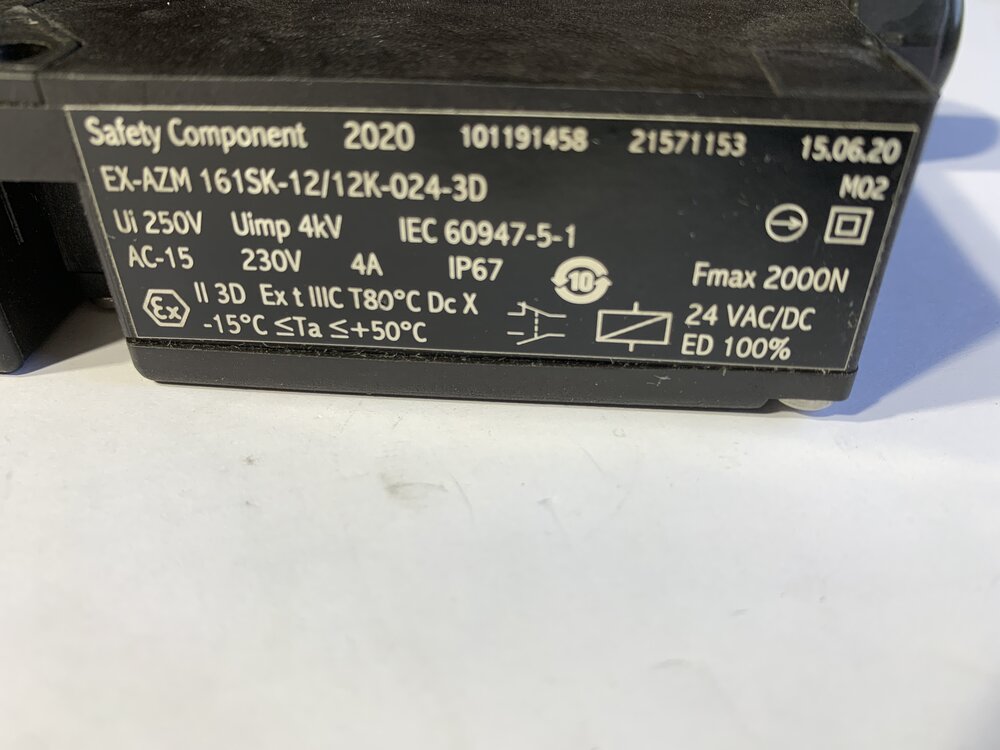 Safety Component 2020 101191458 21571153 15.06.20
EX-AZM 161SK-12/12K-024-3D M02
Ui 250V Uimp 4kV IEC 60947-5-1
AC-15 230V 4A IP67 10 Fmax 2000N
Ex II 3D Ex t IIIC T80°C Dc X 24 VAC/DC
-15°C ≤Ta ≤+50°C ED 100%